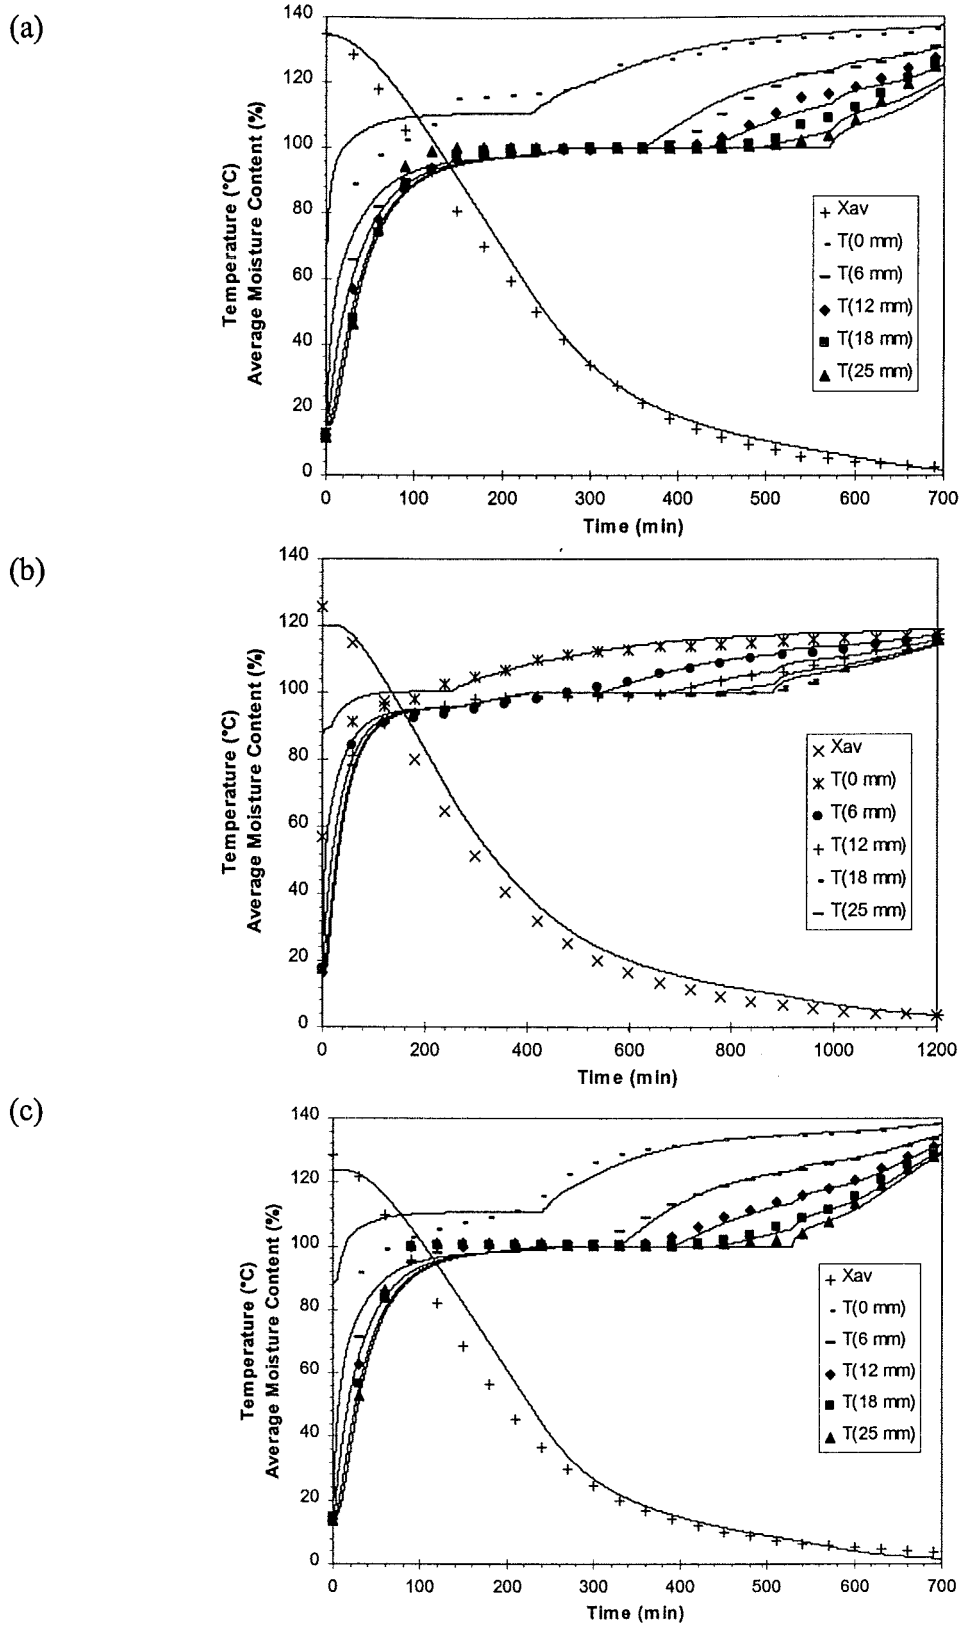 (a)
140
120
100
80
60
40
20
0
Temperature (°C)
Average Moisture Content (%)
Xav
T(0 mm)
T(6 mm)
T(12 mm)
T(18 mm)
T(25 mm)
0 100 200 300 400 500 600 700
Time (min)
(b)
140
120
100
80
60
40
20
0
Temperature (°C)
Average Moisture Content (%)
Xav
T(0 mm)
T(6 mm)
T(12 mm)
T(18 mm)
T(25 mm)
0 200 400 600 800 1000 1200
Time (min)
(c)
140
120
100
80
60
40
20
0
Temperature (°C)
Average Moisture Content (%)
Xav
T(0 mm)
T(6 mm)
T(12 mm)
T(18 mm)
T(25 mm)
0 100 200 300 400 500 600 700
Time (min)